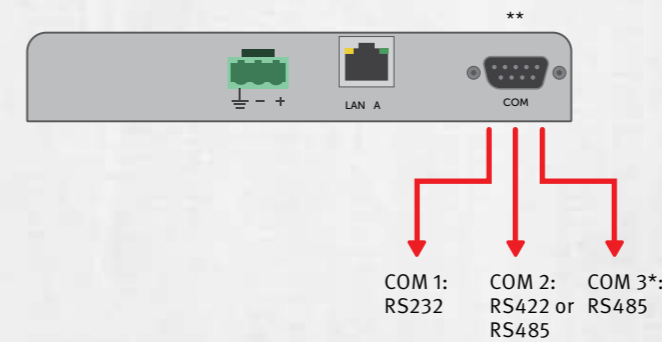 **
- +
LAN A
COM
COM 1:
RS232
COM 2:
RS422 or
RS485
COM 3*:
RS485